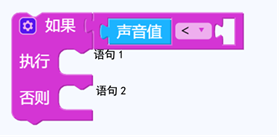 如果 声音值 <
语句 1
执行
语句 2
否则